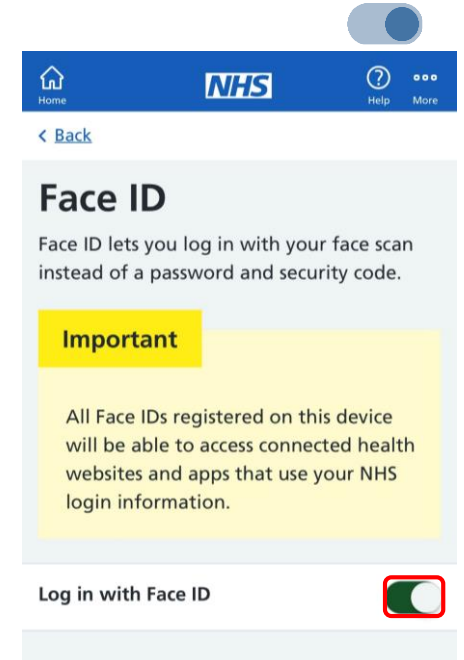 NHS
Home
Help
More
Back
Face ID
Face ID lets you log in with your face scan
instead of a password and security code.
Important
All Face IDs registered on this device
will be able to access connected health
websites and apps that use your NHS
login information.
Log in with Face ID